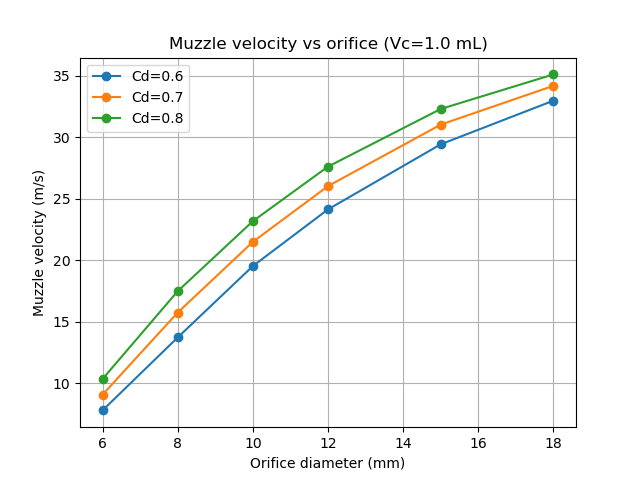 Muzzle velocity vs orifice (Vc=1.0 mL)
Cd=0.6
Cd=0.7
Cd=0.8
Muzzle velocity (m/s)
35
30
25
20
15
10
6
8
10
12
14
16
18
Orifice diameter (mm)